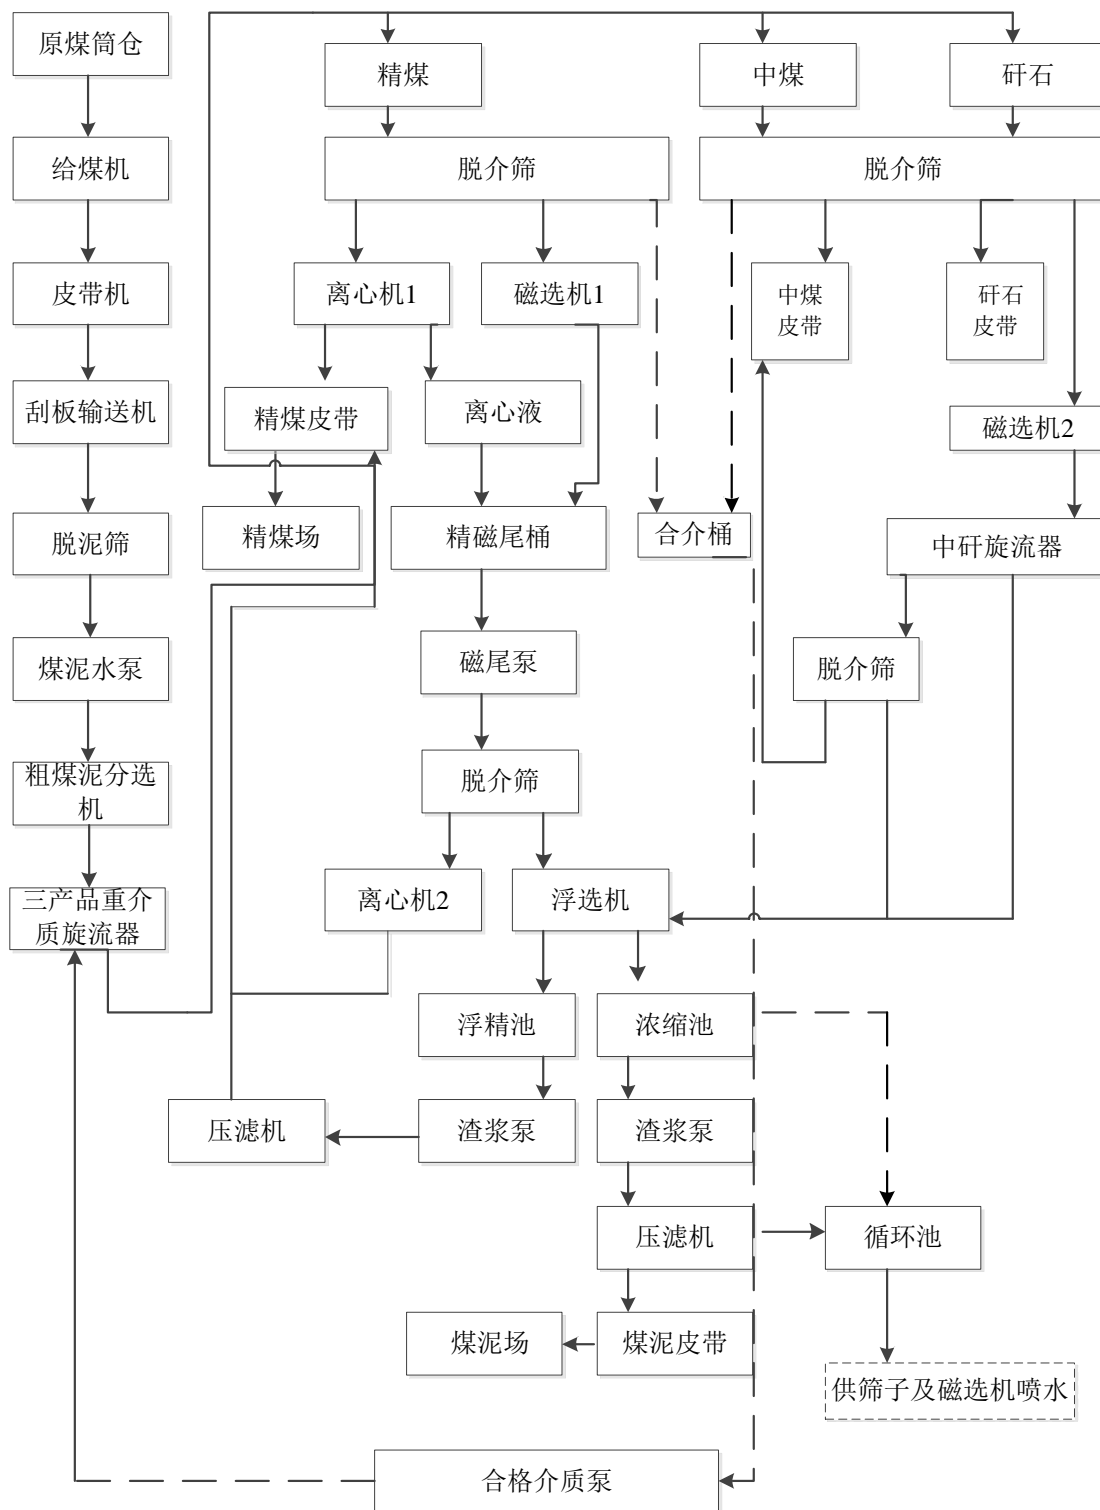 原煤筒仓
精煤
中煤
矸石
给煤机
脱介筛
脱介筛
皮带机
离心机1
磁选机1
中煤
皮带
矸石
皮带
刮板输送机
精煤皮带
离心液
磁选机2
脱泥筛
精煤场
精磁尾桶
合介桶
中矸旋流器
煤泥水泵
磁尾泵
脱介筛
粗煤泥分选
机
脱介筛
三产品重介
质旋流器
离心机2
浮选机
浮精池
浓缩池
压滤机
渣浆泵
渣浆泵
压滤机
循环池
煤泥场
煤泥皮带
供筛子及磁选机喷水
合格介质泵